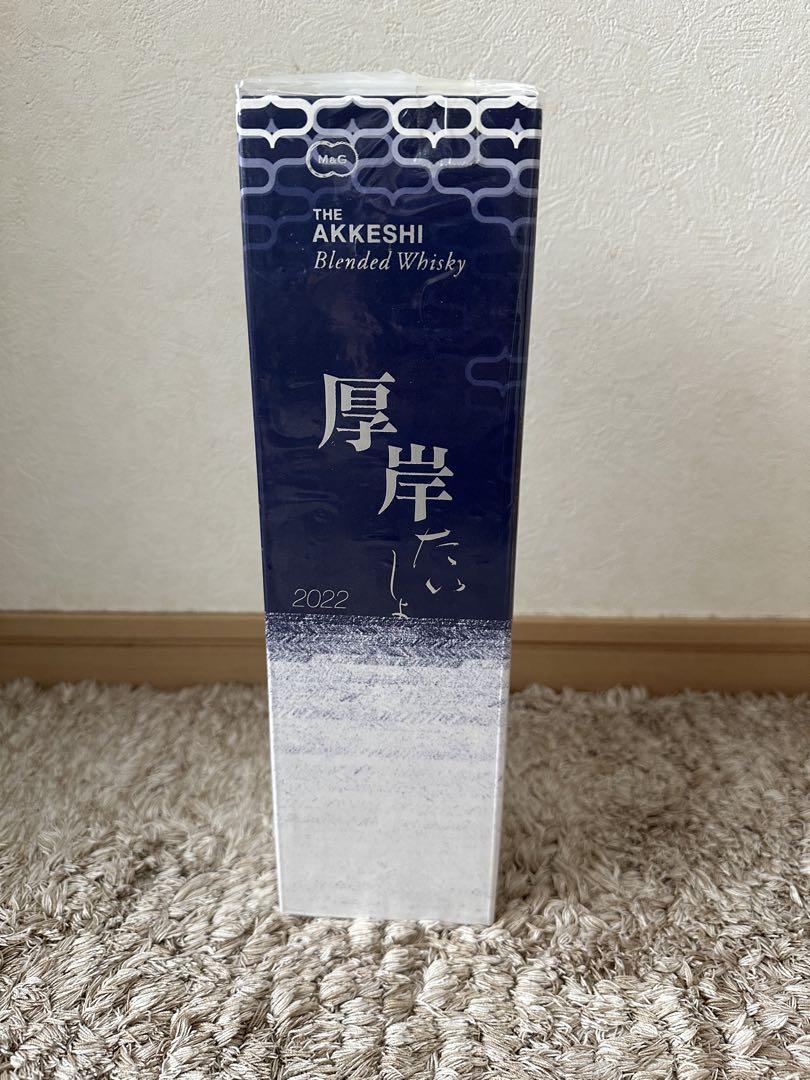 M&G
THE
AKKESHI
Blended Whisky
厚岸
たいしょ
2022